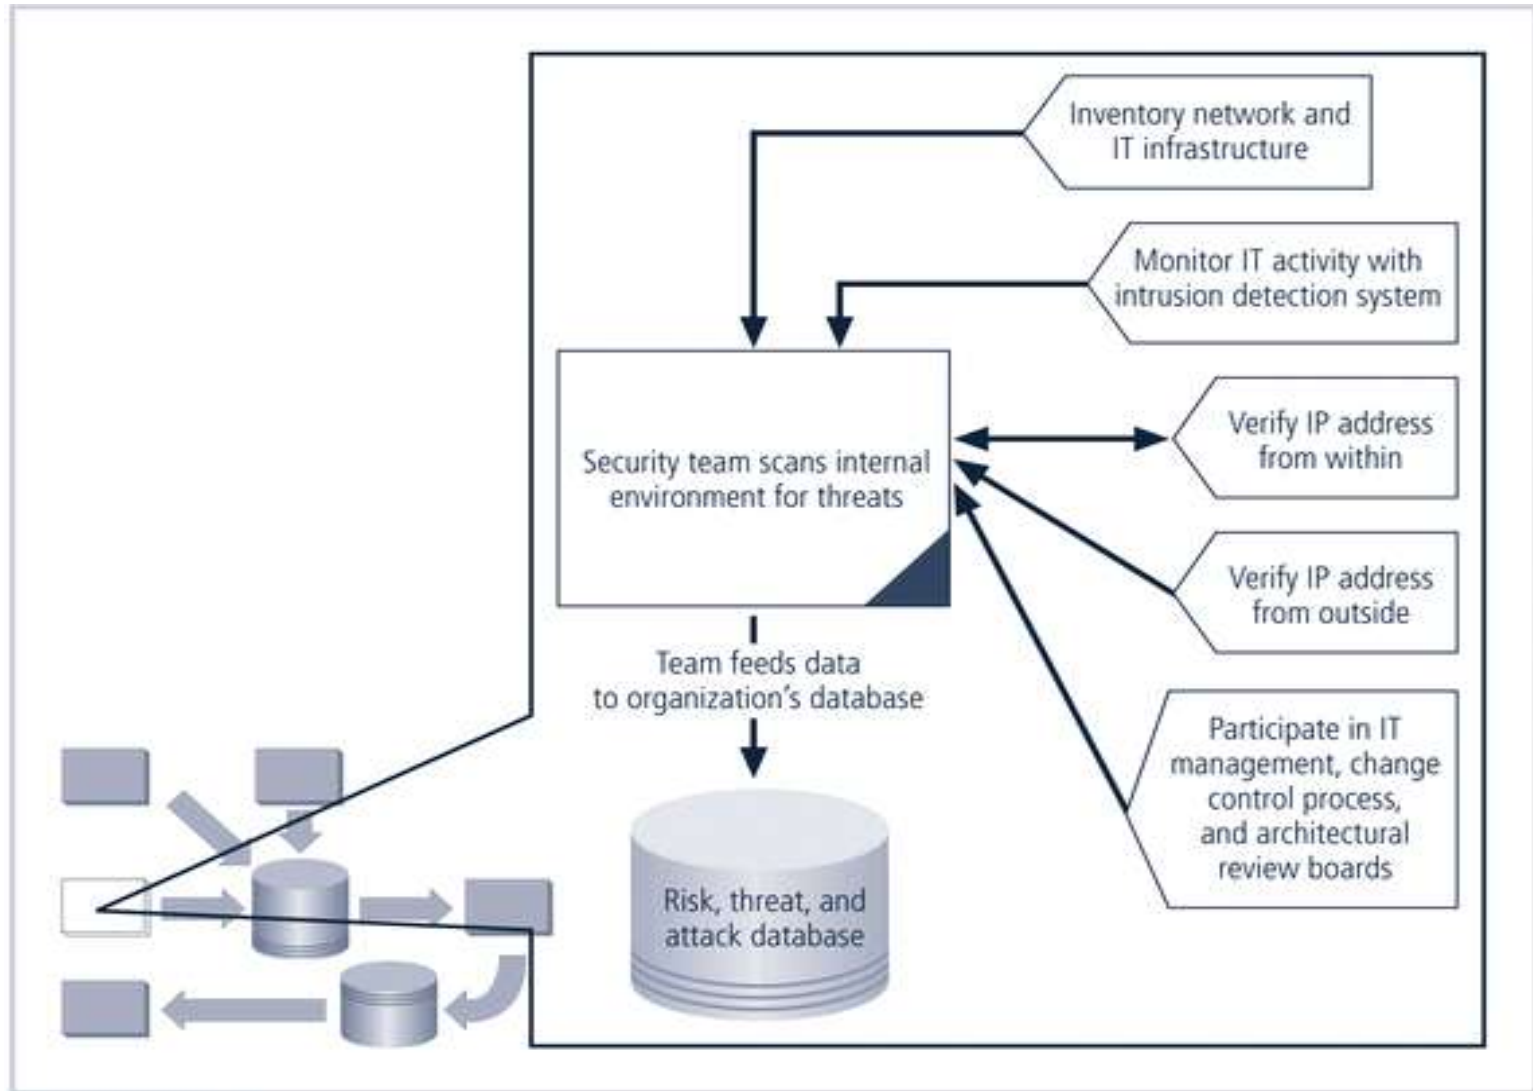 Inventory network and
IT infrastructure
Monitor IT activity with
intrusion detection system
Security team scans internal
environment for threats
Verify IP address
from within
Verify IP address
from outside
Team feeds data
to organization's database
Participate in IT
management, change
control process,
and architectural
review boards
Risk, threat, and
attack database